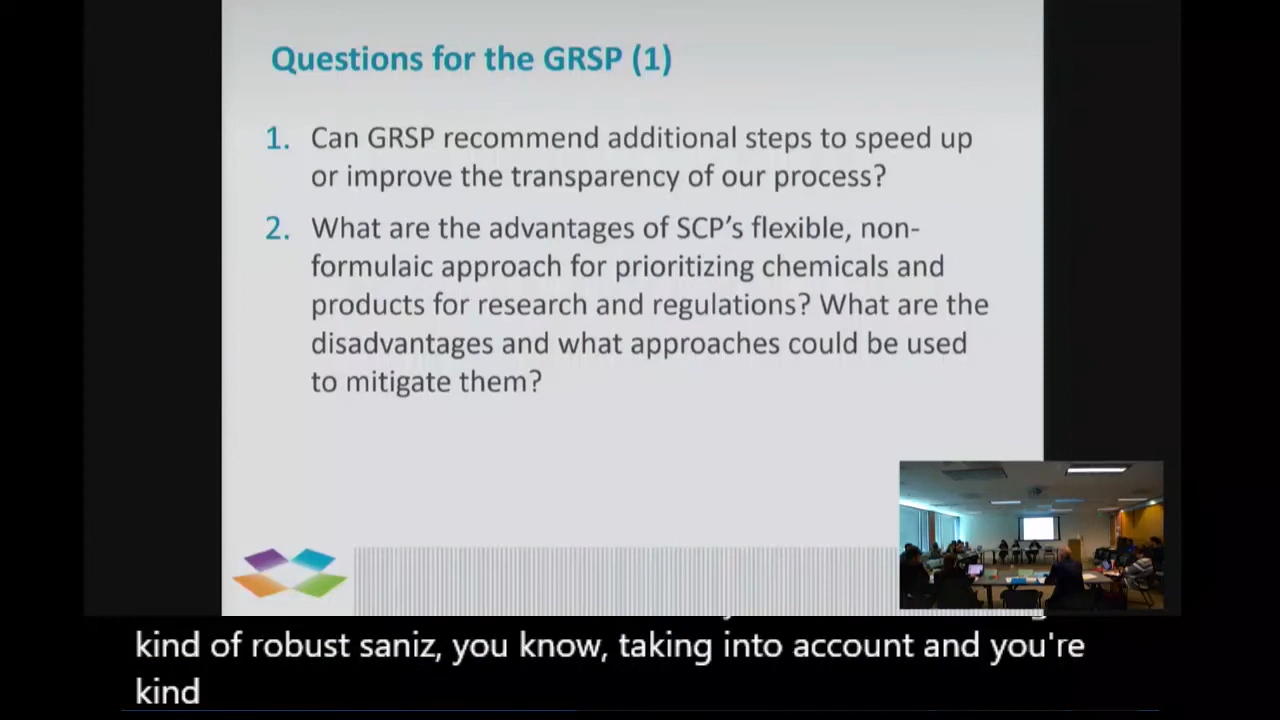 Questions for the GRSP (1)
1. Can GRSP recommend additional steps to speed up
or improve the transparency of our process?
2. What are the advantages of SCP's flexible, non-
formulaic approach for prioritizing chemicals and
products for research and regulations? What are the
disadvantages and what approaches could be used
to mitigate them?
kind of robust saniz, you know, taking into account and you're
kind